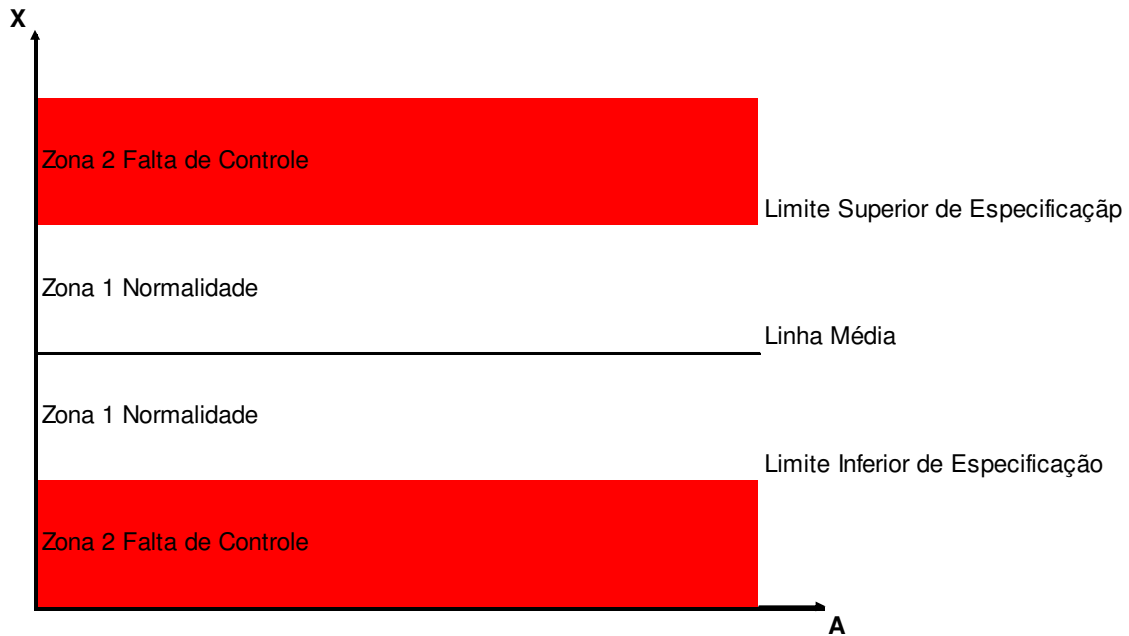 X
Zona 2 Falta de Controle
Limite Superior de Especificaçãp
Zona 1 Normalidade
Linha Média
Zona 1 Normalidade
Limite Inferior de Especificação
Zona 2 Falta de Controle
A